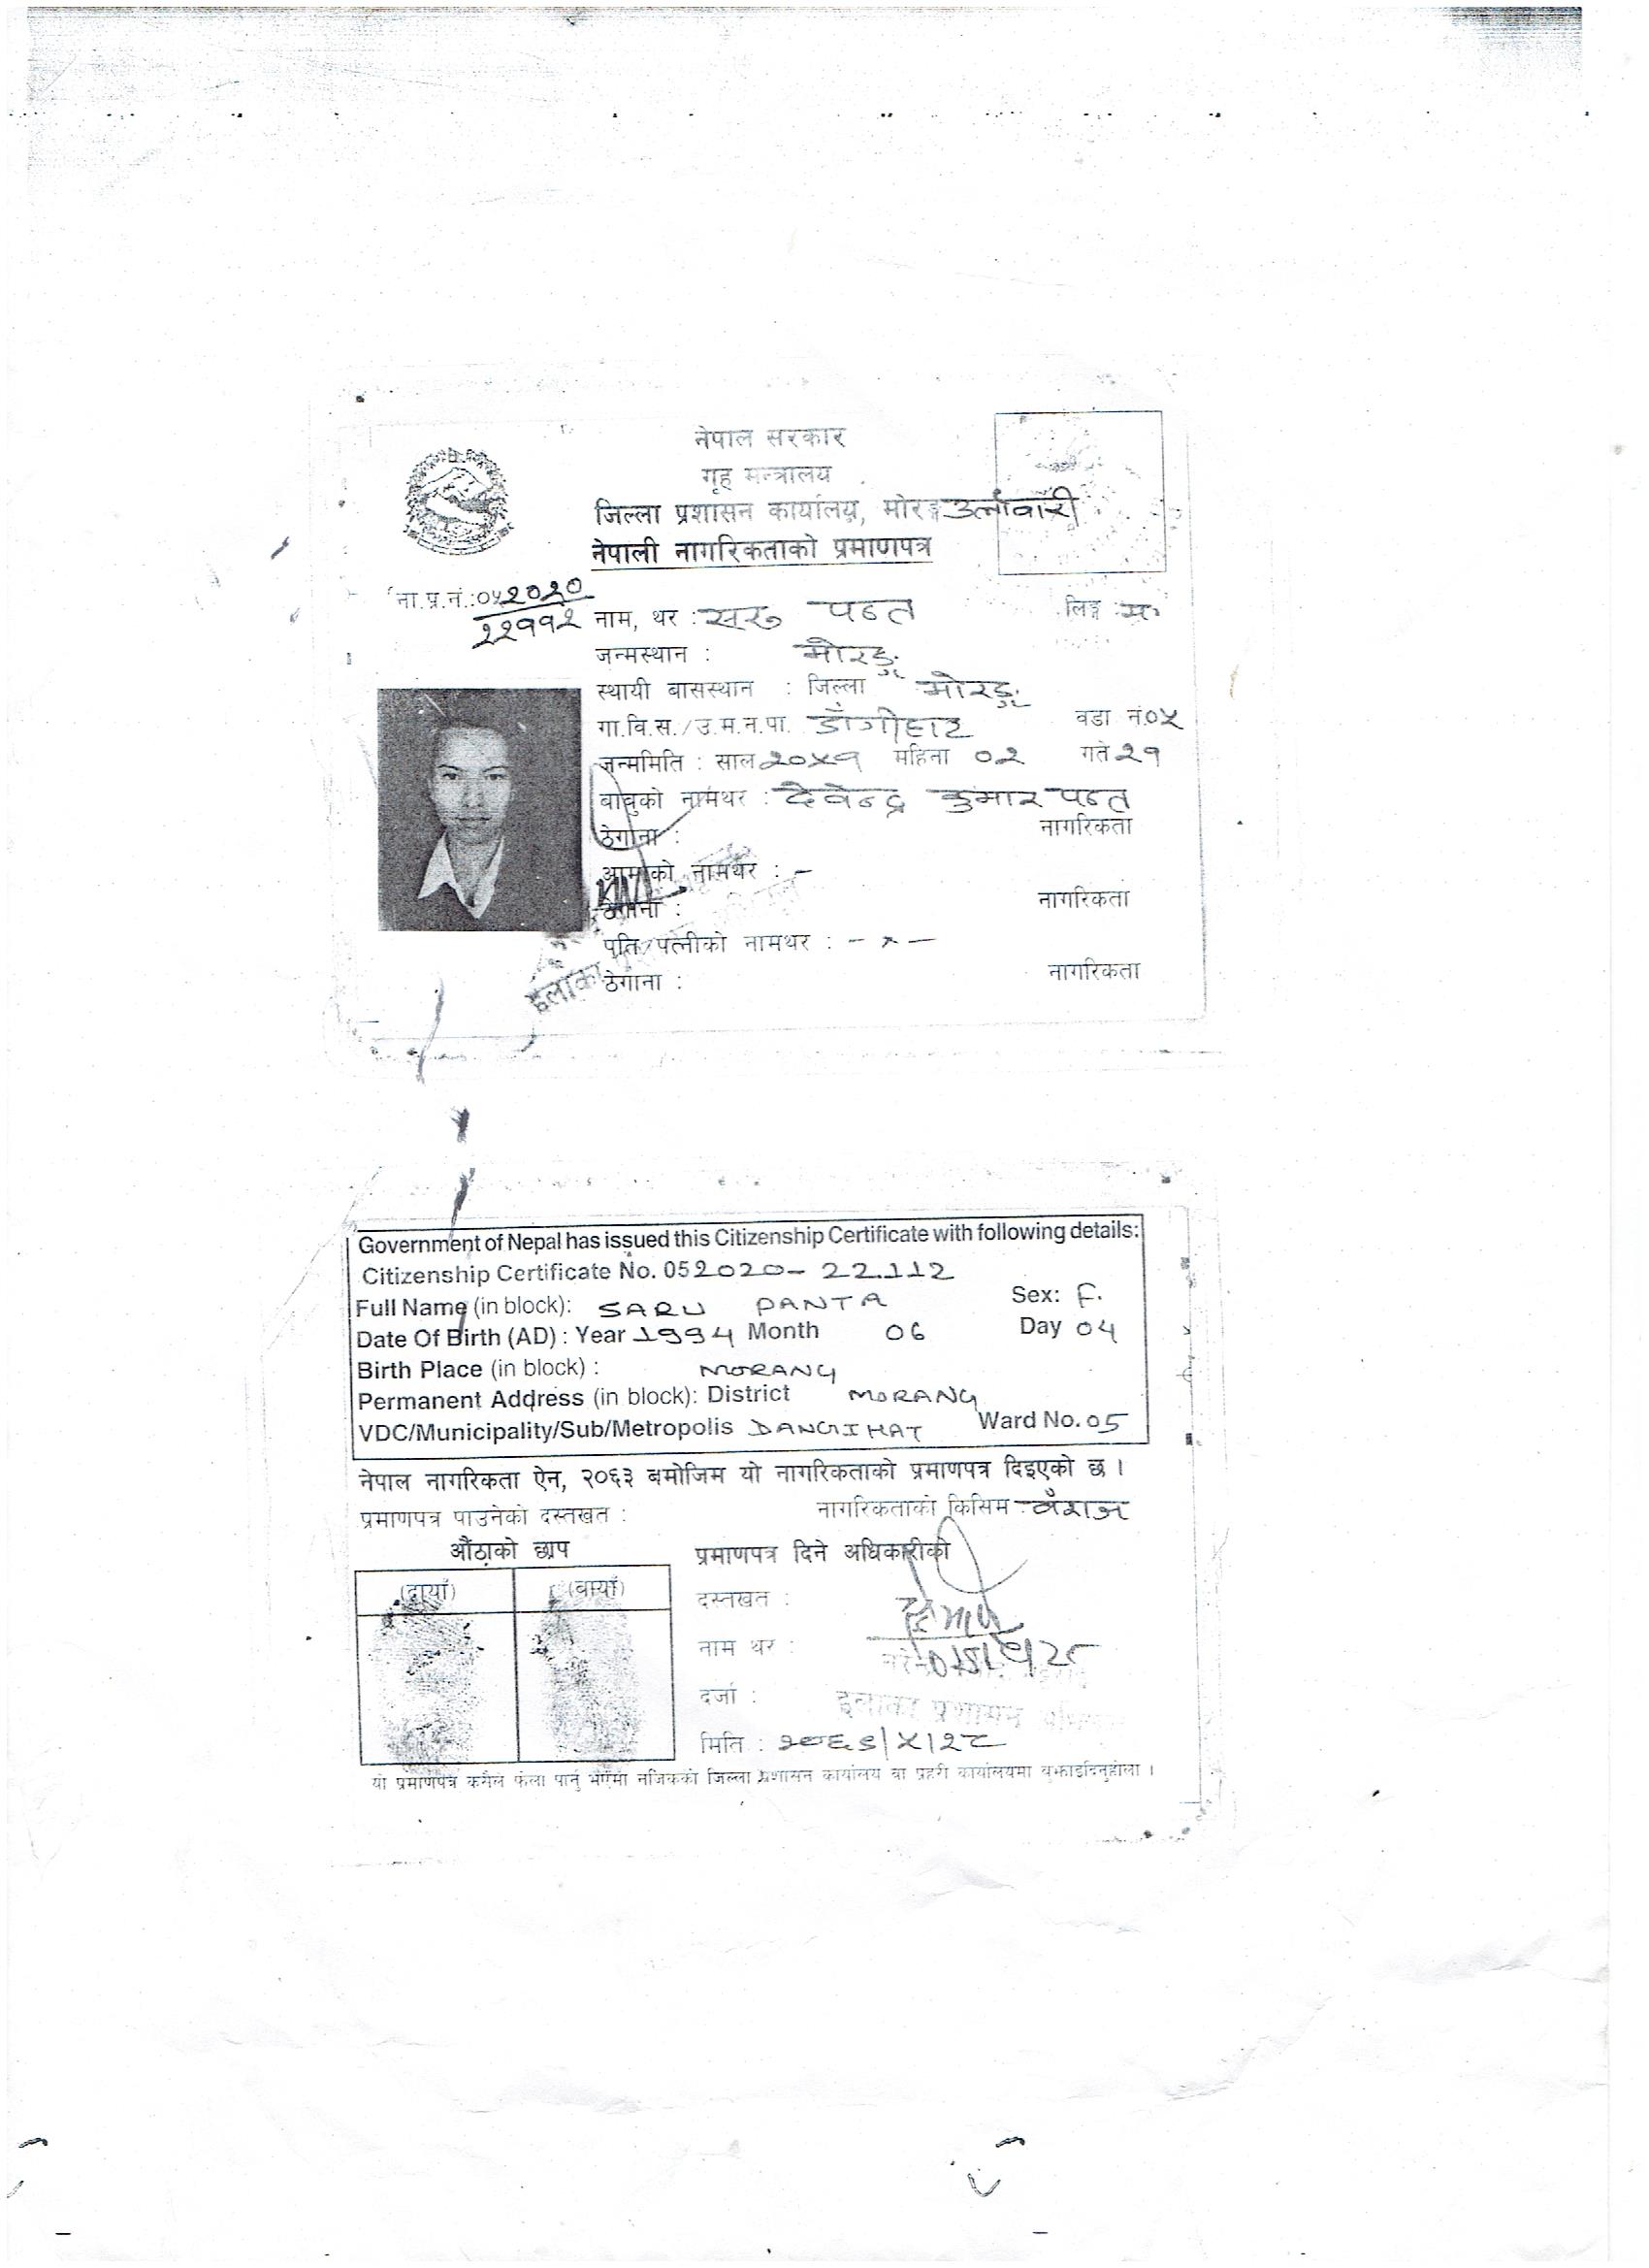 नेपाल सरकार
गृह मन्त्रालय
जिल्ला प्रशासन कार्यालय, मोरङ उर्लाबारी
नेपाली नागरिकताको प्रमाणपत्र
ना.प्र.नं.:०५२०२०
२२११२
नाम, थर : सरु पन्त लिङ्ग : म.
जन्मस्थान : मोरङ्ग
स्थायी बासस्थान : जिल्ला मोरङ्ग
गा.वि.स./उ.म.न.पा. डाँगीहाट वडा नं.०५
जन्ममिति : साल २०५१ महिना ०२ गते २१
बाबुको नामथर : देवेन्द्र कुमार पन्त
ठेगाना : नागरिकता
आमाको नामथर : -
ठेगाना : नागरिकता
पति/पत्नीको नामथर : - x -
ठेगाना : नागरिकता
इलाका
Government of Nepal has issued this Citizenship Certificate with following details:
Citizenship Certificate No. 052020- 22112
Full Name (in block): SARU PANTA Sex: F.
Date Of Birth (AD) : Year 1994 Month 06 Day 04
Birth Place (in block) : MORANG
Permanent Address (in block): District MORANG
VDC/Municipality/Sub/Metropolis DANGIHAT Ward No. 05
नेपाल नागरिकता ऐन, २०६३ बमोजिम यो नागरिकताको प्रमाणपत्र दिइएको छ ।
प्रमाणपत्र पाउनेको दस्तखत : नागरिकताको किसिम : वँशज
औंठाको छाप प्रमाणपत्र दिने अधिकारीको
(दायाँ) (बायाँ)
दस्तखत :
नाम थर :
दर्जा : इलाका प्रशासन
मिति :
यो प्रमाणपत्र कसैले फेला पार्नु भएमा नजिकको जिल्ला प्रशासन कार्यालय वा प्रहरी कार्यालयमा बुझाइदिनुहोला ।